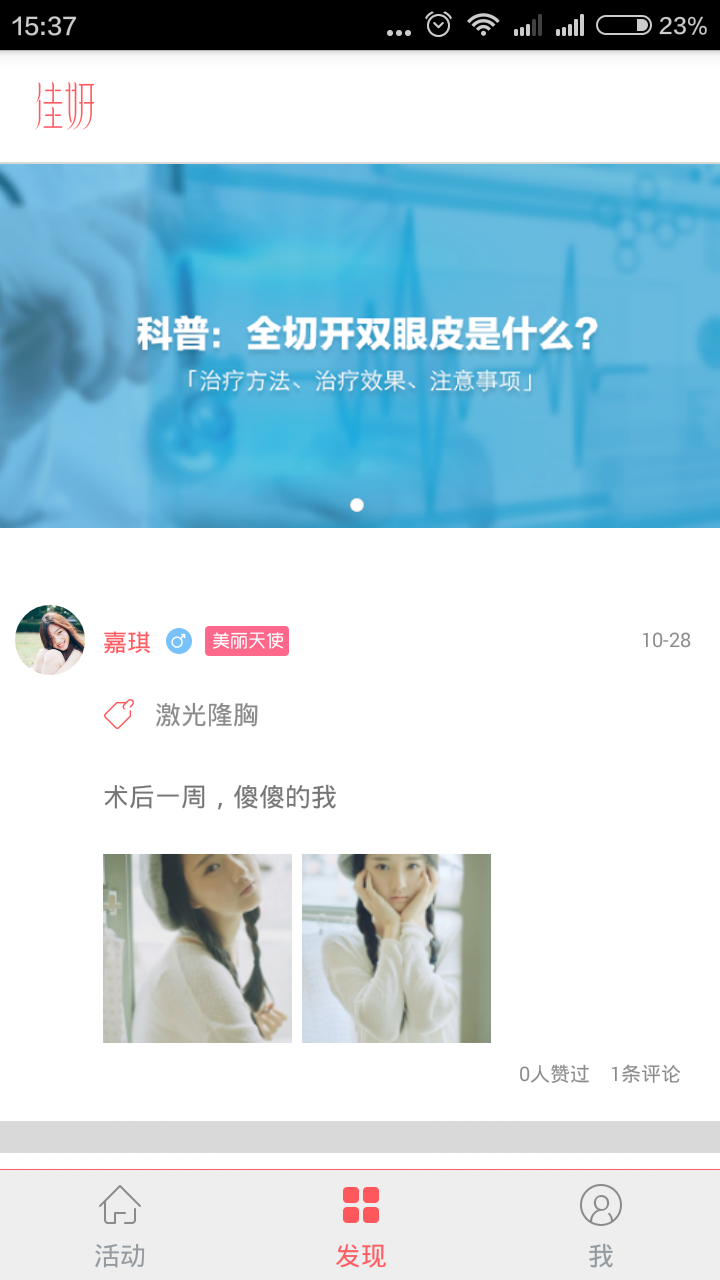 15:37
23%
佳妍
科普：全切开双眼皮是什么？
「治疗方法、治疗效果、注意事项」
嘉琪
美丽天使
10-28
激光隆胸
术后一周，傻傻的我
0人赞过
1条评论
活动
发现
我